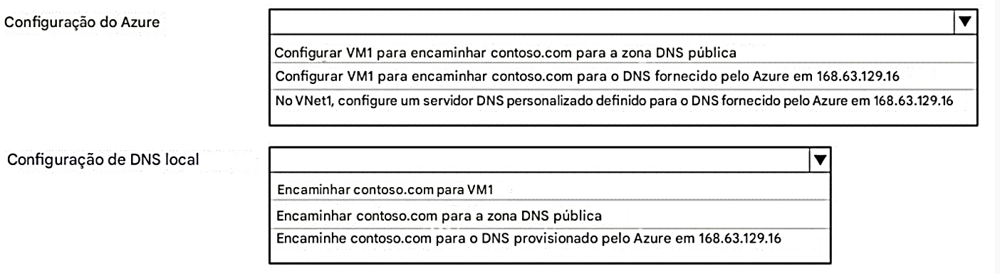 Configuração do Azure
Configurar VM1 para encaminhar contoso.com para a zona DNS pública
Configurar VM1 para encaminhar contoso.com para o DNS fornecido pelo Azure em 168.63.129.16
No VNet1, configure um servidor DNS personalizado definido para o DNS fornecido pelo Azure em 168.63.129.16
Configuração de DNS local
Encaminhar contoso.com para VM1
Encaminhar contoso.com para a zona DNS pública
Encaminhe contoso.com para o DNS provisionado pelo Azure em 168.63.129.16